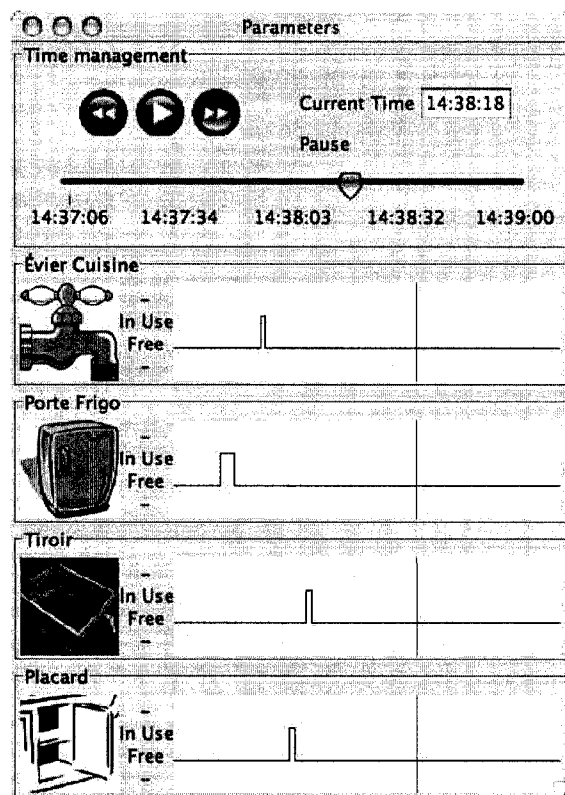 Parameters
Time management
Current Time 14:38:18
Pause
14:37:06 14:37:34 14:38:03 14:38:32 14:39:00
Évier Cuisine
In Use
Free
Porte Frigo
In Use
Free
Tiroir
In Use
Free
Placard
In Use
Free